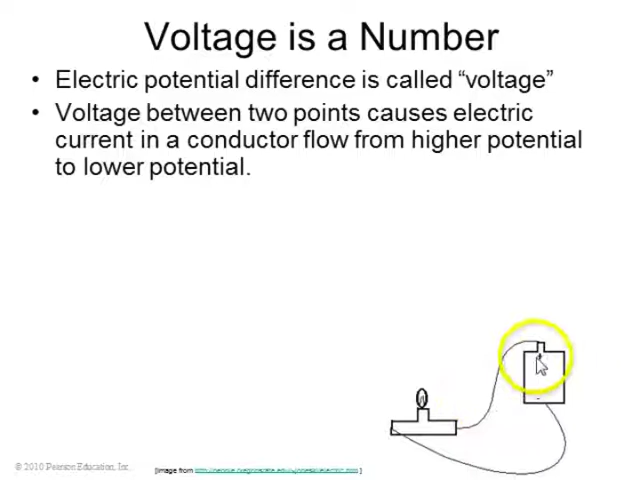 Voltage is a Number
• Electric potential difference is called “voltage”
• Voltage between two points causes electric
current in a conductor flow from higher potential
to lower potential.
© 2010 Pearson Education, Inc.
[image from